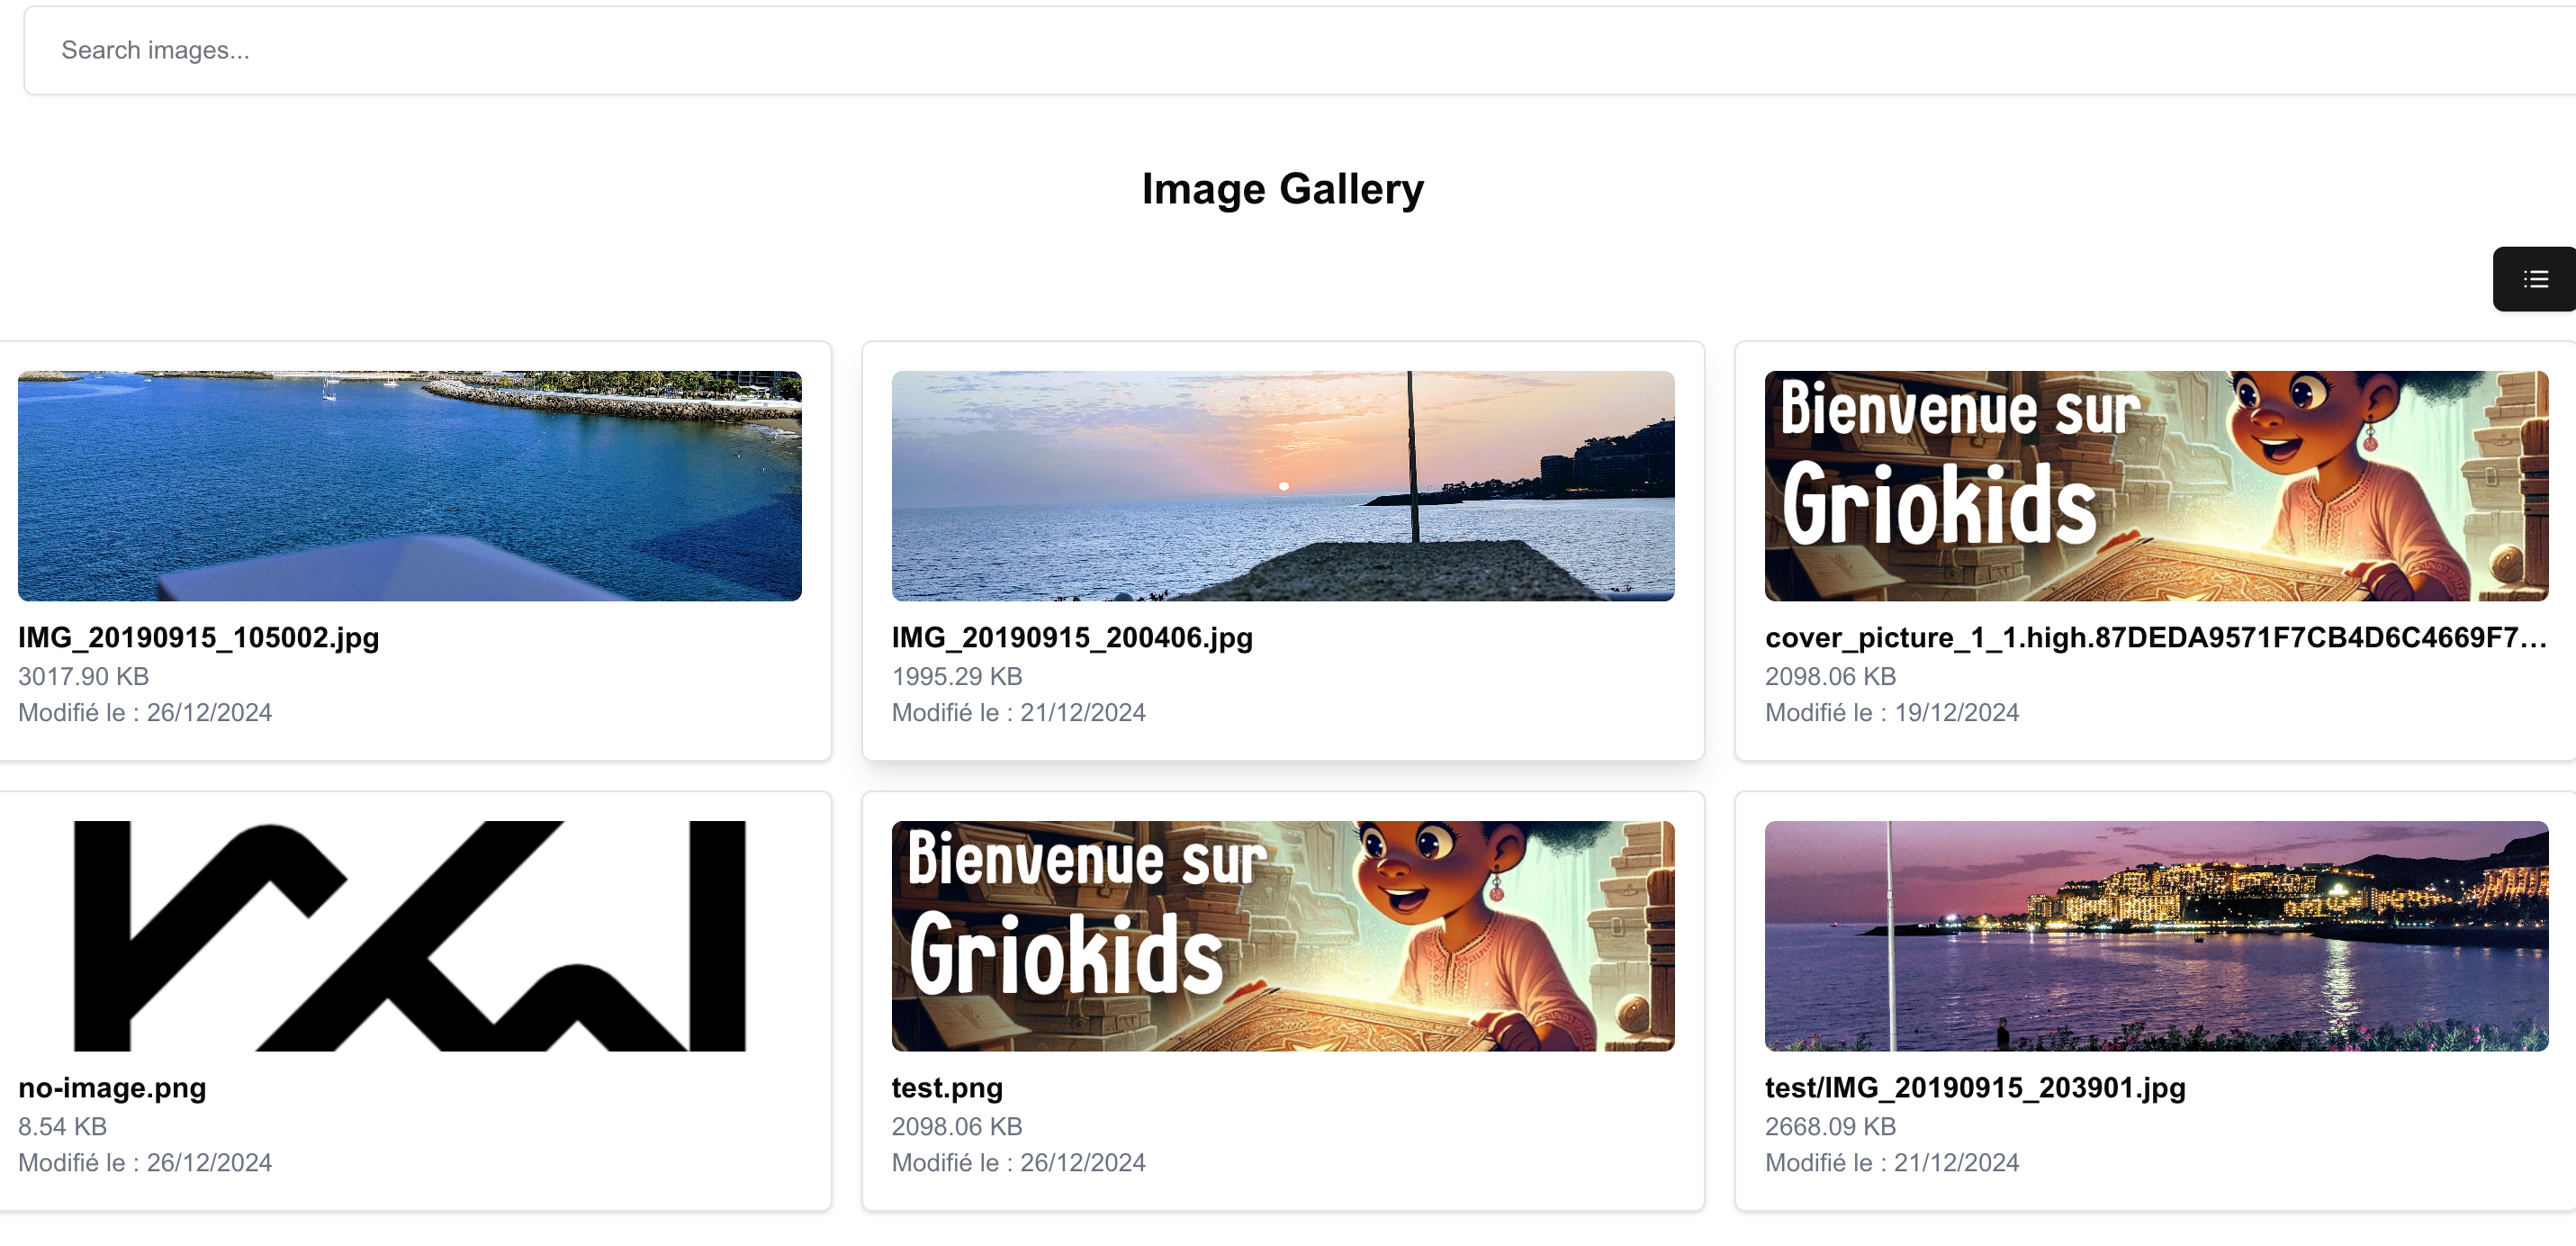 Search images...
Image Gallery
Bienvenue sur
Griokids
IMG_20190915_105002.jpg
3017.90 KB
Modifié le : 26/12/2024
IMG_20190915_200406.jpg
1995.29 KB
Modifié le : 21/12/2024
cover_picture_1_1.high.87DEDA9571F7CB4D6C4669F7...
2098.06 KB
Modifié le : 19/12/2024
Bienvenue sur
Griokids
no-image.png
8.54 KB
Modifié le : 26/12/2024
test.png
2098.06 KB
Modifié le : 26/12/2024
test/IMG_20190915_203901.jpg
2668.09 KB
Modifié le : 21/12/2024